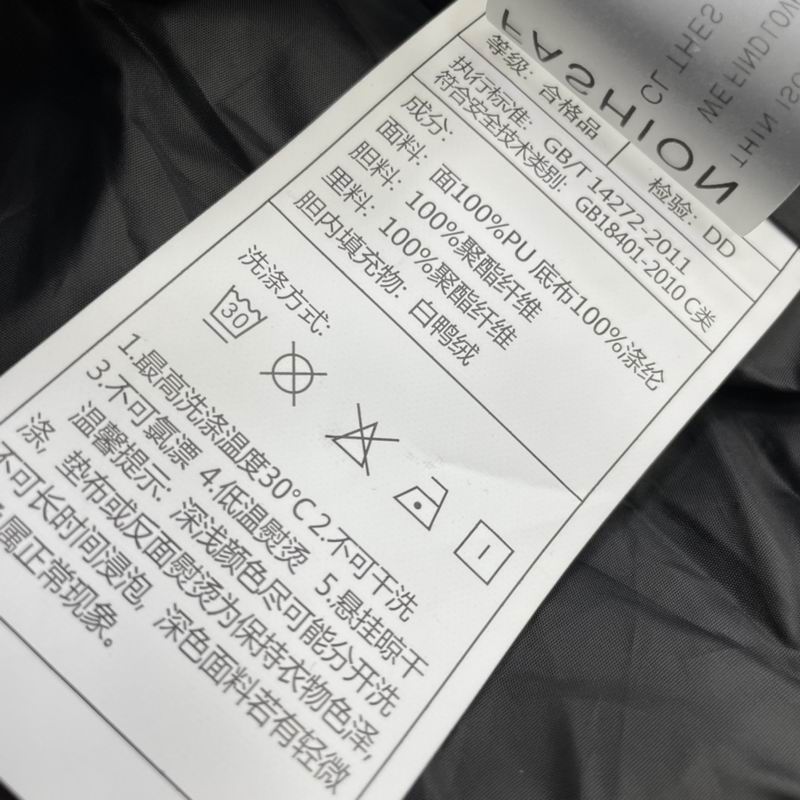 FASHION
CL THES
WE FIND LOV
THIN ISO
等级: 合格品
检验: DD
执行标准: GB/T 14272-2011
符合安全技术类别: GB18401-2010 C类
成分:
面料: 面100%PU 底布100%涤纶
胆料: 100%聚酯纤维
里料: 100%聚酯纤维
胆内填充物: 白鸭绒
洗涤方式:
30
1.最高洗涤温度30℃ 2.不可干洗
3.不可氯漂 4.低温熨烫 5.悬挂晾干
温馨提示: 深浅颜色尽可能分开洗
涤, 垫布或反面熨烫为保持衣物色泽,
不可长时间浸泡, 深色面料若有轻微
属正常现象。